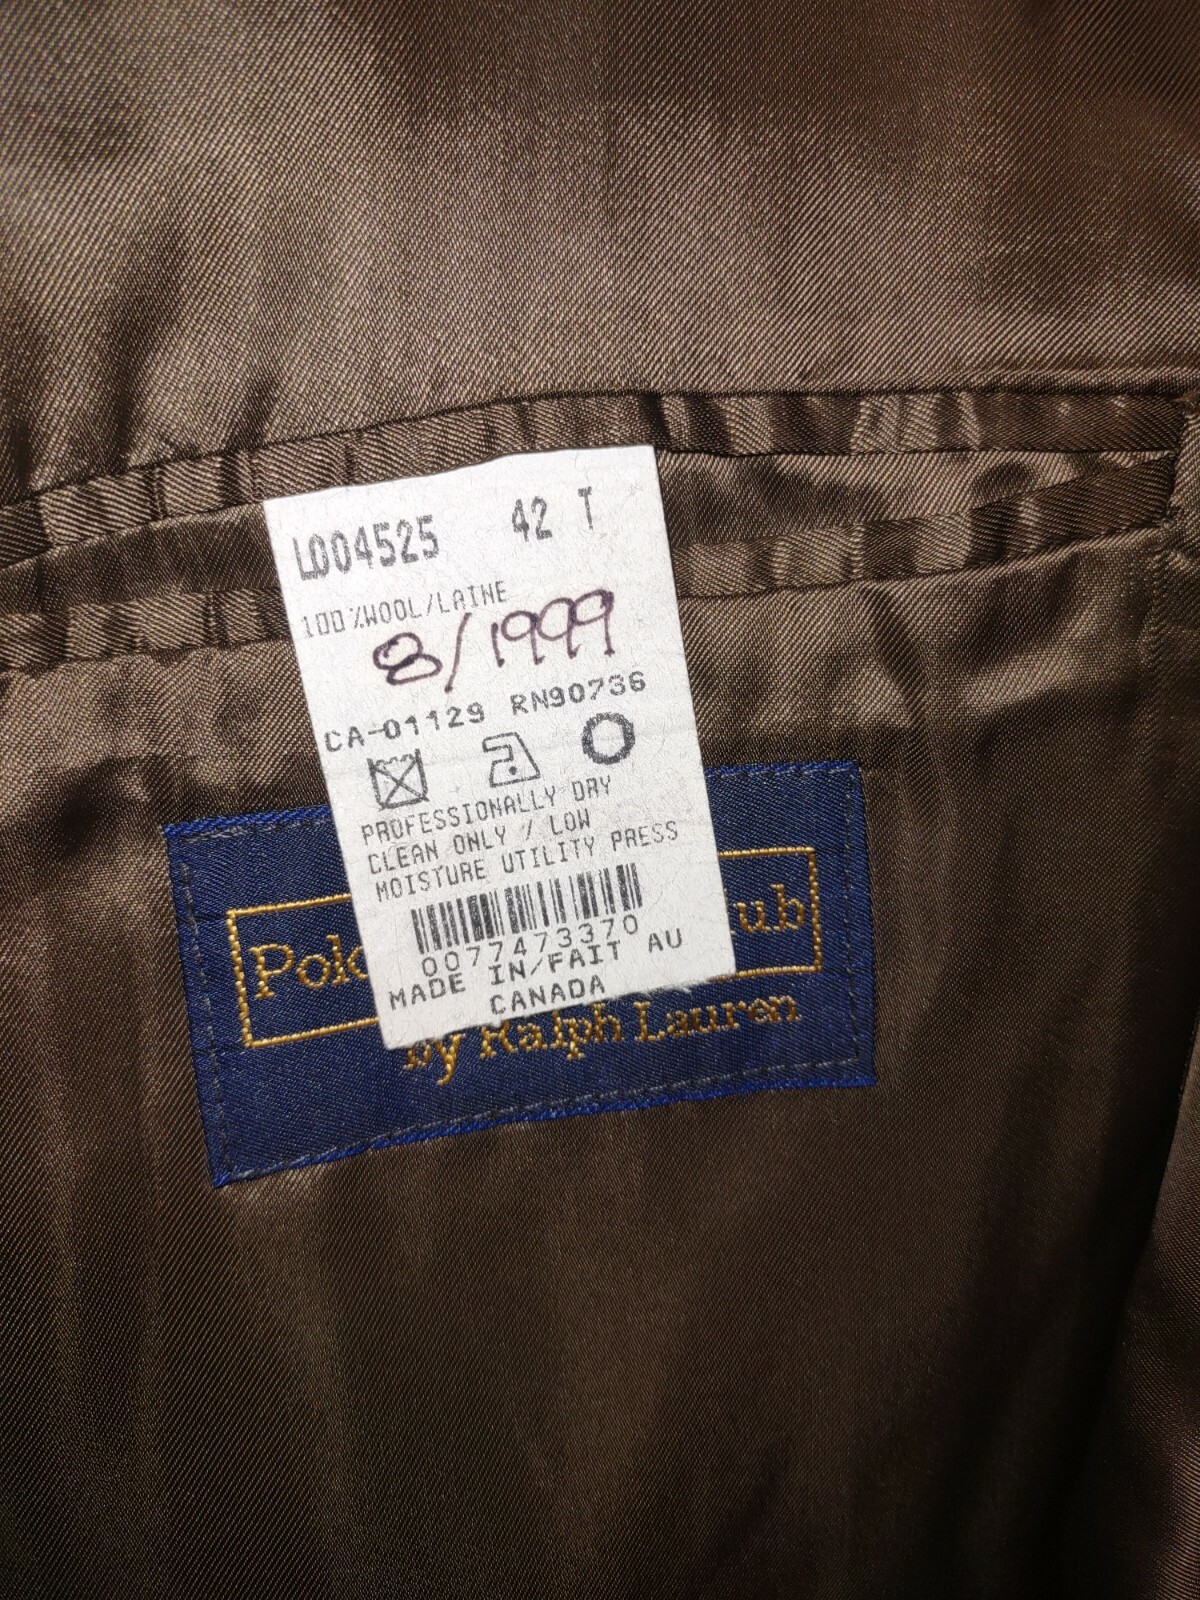 L004525 42 T
100%WOOL/LAINE
8/1999
CA-01129 RN90736
PROFESSIONALLY DRY
CLEAN ONLY / LOW
MOISTURE UTILITY PRESS
0077473370
MADE IN/FAIT AU
CANADA
Polo ub
by Ralph Lauren